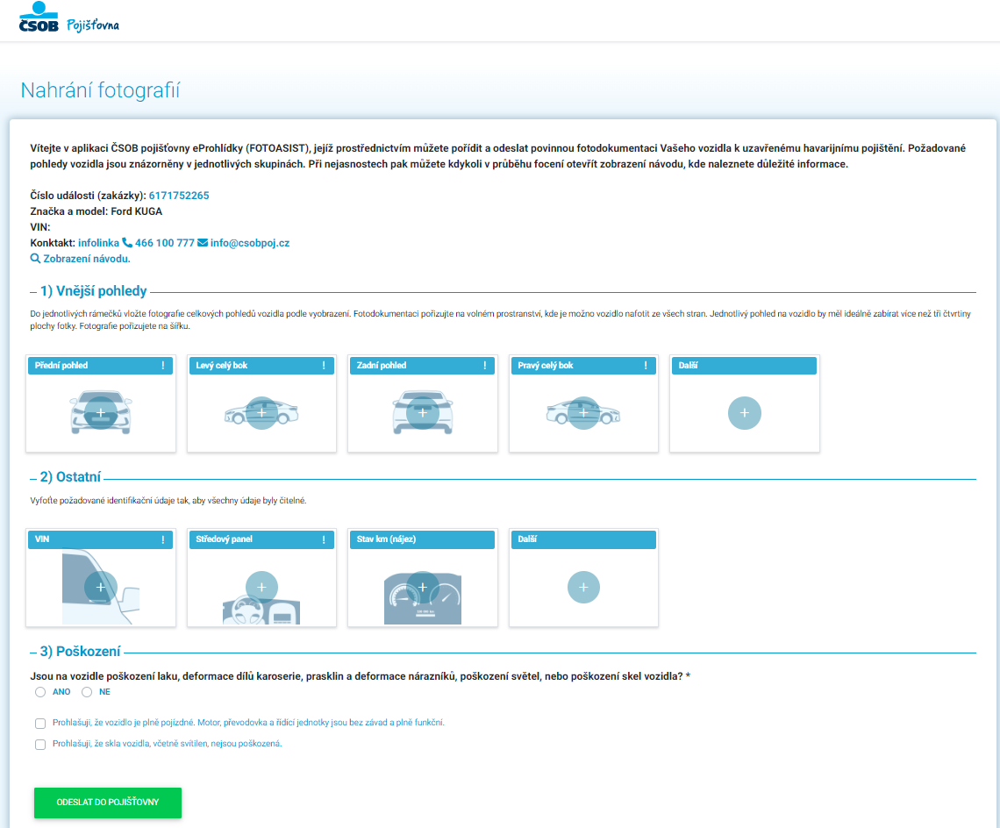 ČSOB Pojišťovna
Nahrání fotografií
Vítejte v aplikaci ČSOB pojišťovny eProhlídky (FOTOASIST), jejíž prostřednictvím můžete pořídit a odeslat povinnou fotodokumentaci Vašeho vozidla k uzavřenému havarijnímu pojištění. Požadované
pohledy vozidla jsou znázorněny v jednotlivých skupinách. Při nejasnostech pak můžete kdykoli v průběhu focení otevřít zobrazení návodu, kde naleznete důležité informace.
Číslo události (zakázky): 6171752265
Značka a model: Ford KUGA
VIN:
Konktakt: infolinka 466 100 777 info@csobpoj.cz
Zobrazení návodu.
1) Vnější pohledy
Do jednotlivých rámečků vložte fotografie celkových pohledů vozidla podle vyobrazení. Fotodokumentaci pořizujte na volném prostranství, kde je možno vozidlo nafotit ze všech stran. Jednotlivý pohled na vozidlo by měl ideálně zabírat více než tři čtvrtiny
plochy fotky. Fotografie pořizujete na šířku.
Přední pohled ! Levý celý bok ! Zadní pohled ! Pravý celý bok ! Další
2) Ostatní
Vyfoťte požadované identifikační údaje tak, aby všechny údaje byly čitelné.
VIN ! Středový panel ! Stav km (nájez) Další
3) Poškození
Jsou na vozidle poškození laku, deformace dílů karoserie, prasklin a deformace nárazníků, poškození světel, nebo poškození skel vozidla? *
ANO NE
Prohlašuji, že vozidlo je plně pojízdné. Motor, převodovka a řídící jednotky jsou bez závad a plně funkční.
Prohlašuji, že skla vozidla, včetně svítilen, nejsou poškozená.
ODESLAT DO POJIŠŤOVNY